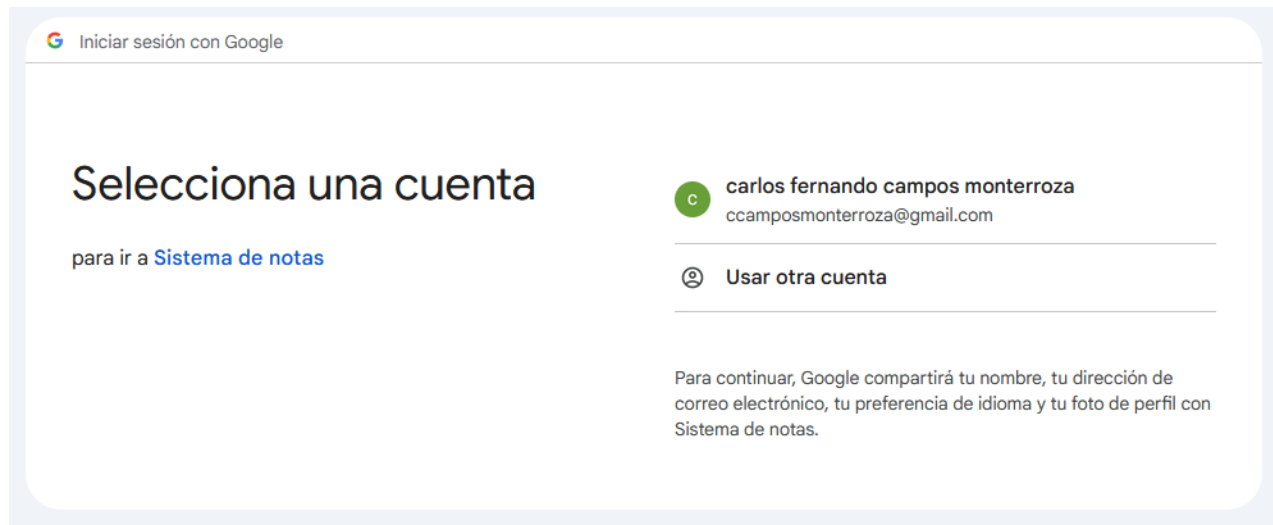 Iniciar sesión con Google
Selecciona una cuenta
para ir a Sistema de notas
C
carlos fernando campos monterroza
ccamposmonterroza@gmail.com
Usar otra cuenta
Para continuar, Google compartirá tu nombre, tu dirección de
correo electrónico, tu preferencia de idioma y tu foto de perfil con
Sistema de notas.